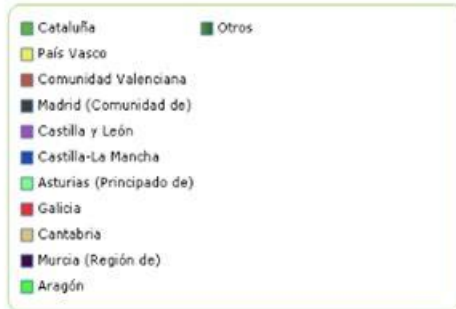 Cataluña
Otros
País Vasco
Comunidad Valenciana
Madrid (Comunidad de)
Castilla y León
Castilla-La Mancha
Asturias (Principado de)
Galicia
Cantabria
Murcia (Región de)
Aragón